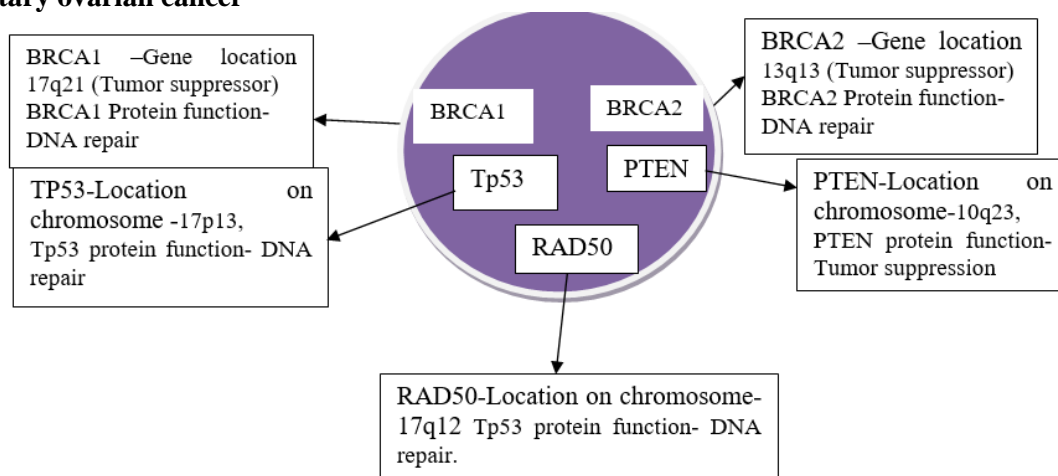 tary ovarian cancer
BRCA1 –Gene location
17q21 (Tumor suppressor)
BRCA1 Protein function-
DNA repair
BRCA2 –Gene location
13q13 (Tumor suppressor)
BRCA2 Protein function-
DNA repair
BRCA1
BRCA2
Tp53
PTEN
RAD50
TP53-Location on
chromosome -17p13,
Tp53 protein function- DNA
repair
PTEN-Location on
chromosome-10q23,
PTEN protein function-
Tumor suppression
RAD50-Location on chromosome-
17q12 Tp53 protein function- DNA
repair.